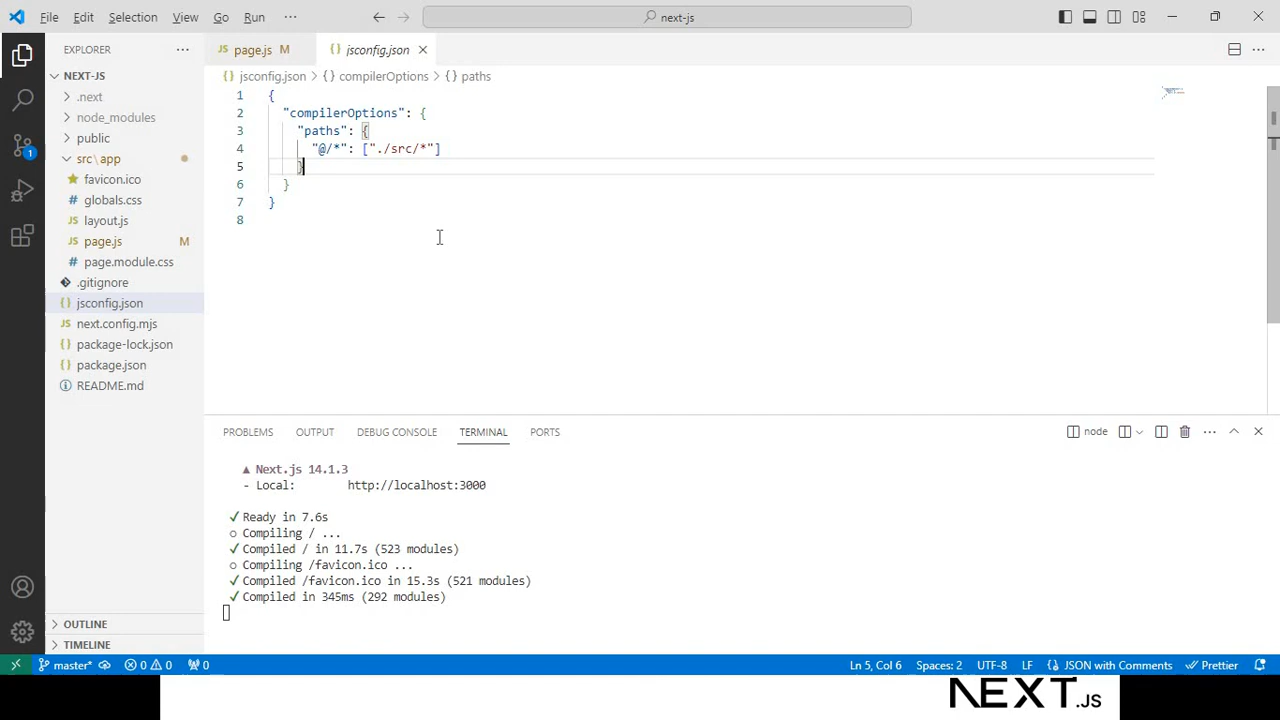 File Edit Selection View Go Run ··· next-js
EXPLORER ···
NEXT-JS
.next
node_modules
public
src\app
favicon.ico
globals.css
JS layout.js
JS page.js M
page.module.css
.gitignore
{} jsconfig.json
JS next.config.mjs
{} package-lock.json
{} package.json
README.md
OUTLINE
TIMELINE
JS page.js M {} jsconfig.json
{} jsconfig.json > {} compilerOptions > {} paths
1 {
2 "compilerOptions": {
3 "paths": {
4 "@/*": ["./src/*"]
5 }
6 }
7 }
8
PROBLEMS OUTPUT DEBUG CONSOLE TERMINAL PORTS node
▲ Next.js 14.1.3
- Local: http://localhost:3000
✓ Ready in 7.6s
○ Compiling / ...
✓ Compiled / in 11.7s (523 modules)
○ Compiling /favicon.ico ...
✓ Compiled /favicon.ico in 15.3s (521 modules)
✓ Compiled in 345ms (292 modules)
1
master* 0 0 0 Ln 5, Col 6 Spaces: 2 UTF-8 LF {} JSON with Comments Prettier
NEXT.JS